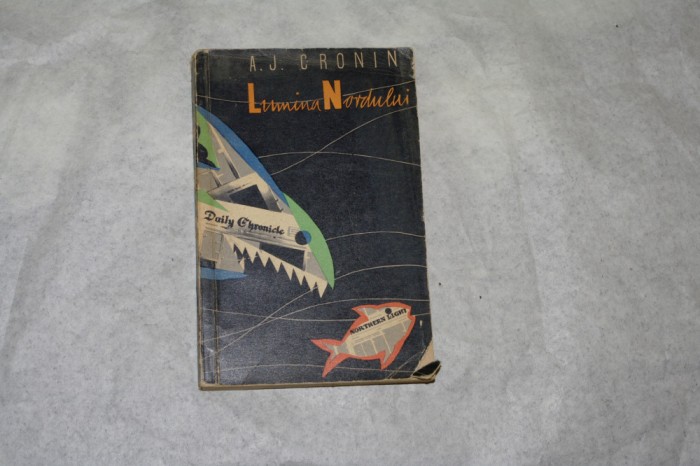 A. J. CRONIN
Lumina Nordului
Daily Chronicle
NORTHERN LIGHT